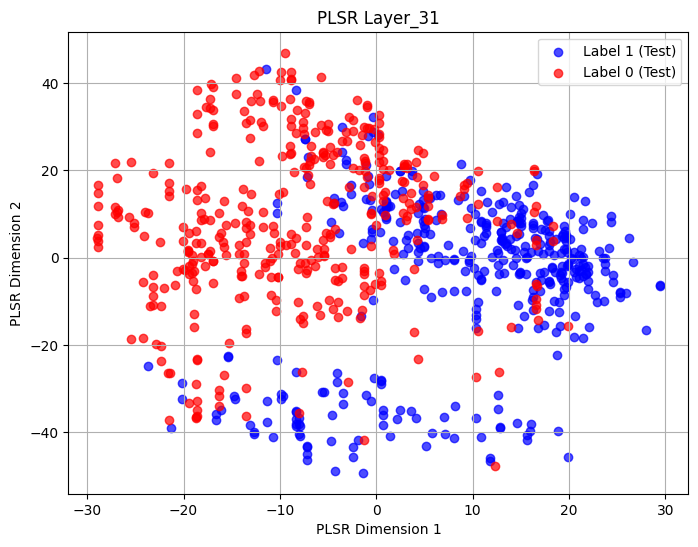 PLSR Layer_31
Label 1 (Test)
Label 0 (Test)
PLSR Dimension 2
40
20
0
−20
−40
−30
−20
−10
0
10
20
30
PLSR Dimension 1